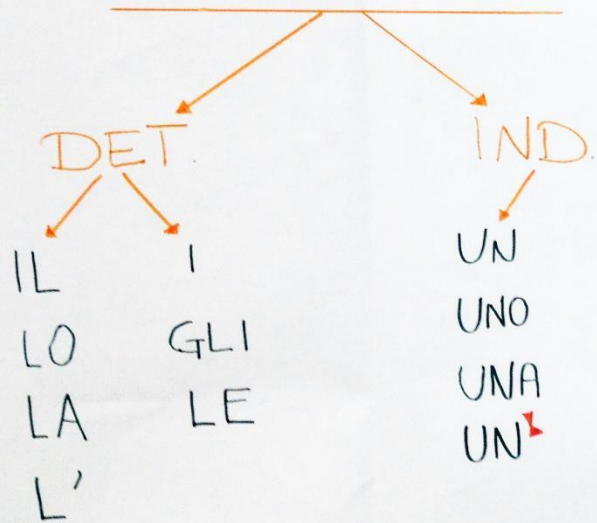 DET. IND.
IL I UN
LO GLI UNO
LA LE UNA
L' UN'